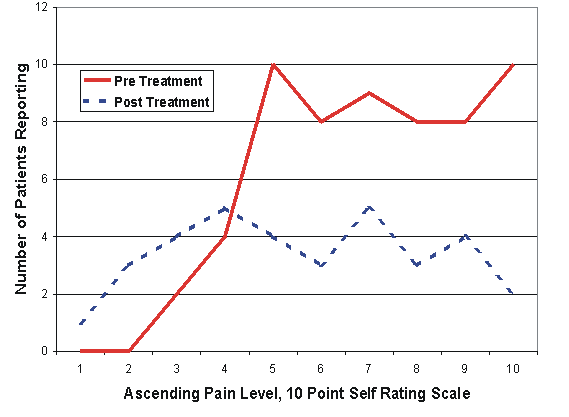 12
10
8
6
4
2
0
Number of Patients Reporting
Pre Treatment
Post Treatment
1 2 3 4 5 6 7 8 9 10
Ascending Pain Level, 10 Point Self Rating Scale